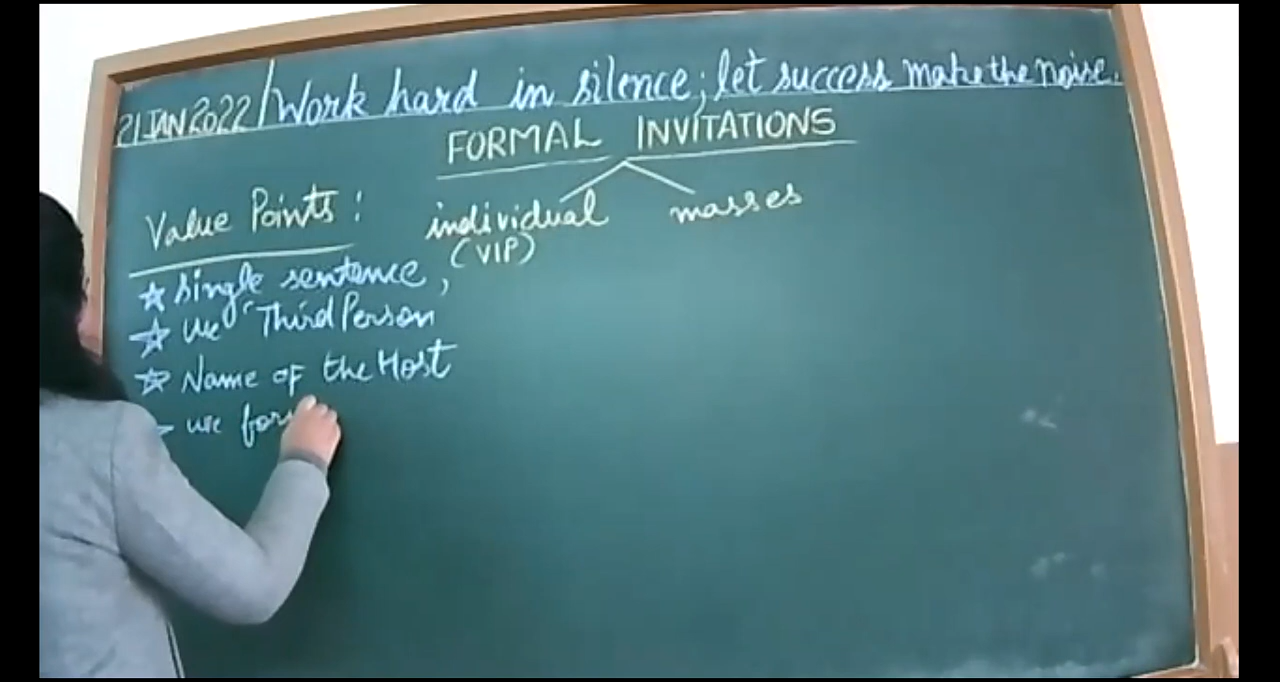 21 JAN 2022 / Work hard in silence; let success make the noise.
FORMAL INVITATIONS
Value Points :
individual masses
(VIP)
☆ single sentence,
☆ use Third Person
☆ Name of the Host
use